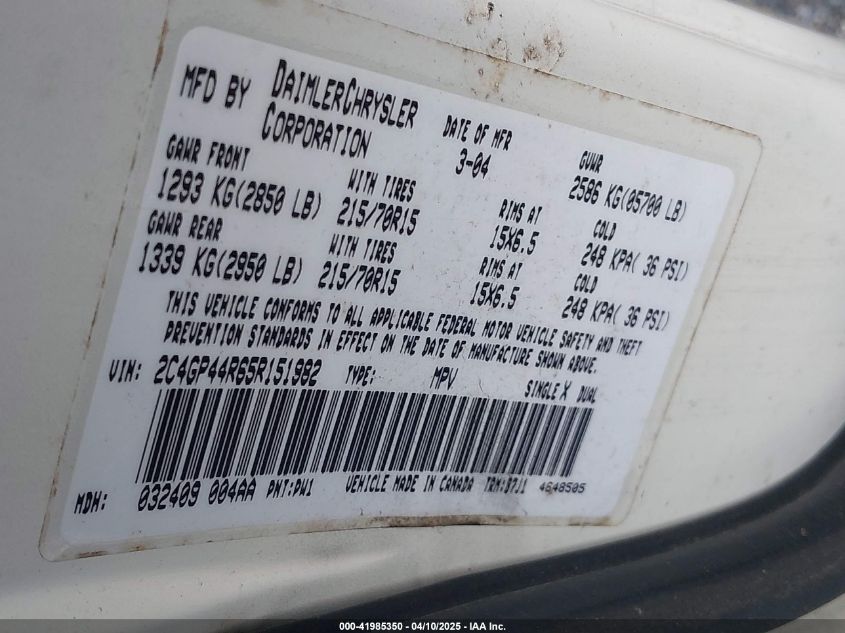 MFD BY DAIMLERCHRYSLER CORPORATION
DATE OF MFR
3-04
GVWR
2586 KG(05700 LB)
GAWR FRONT
1293 KG(2850 LB)
WITH TIRES
215/70R15
RIMS AT
15X6.5
COLD
248 KPA( 36 PSI)
GAWR REAR
1339 KG(2950 LB)
WITH TIRES
215/70R15
RIMS AT
15X6.5
COLD
248 KPA( 36 PSI)
THIS VEHICLE CONFORMS TO ALL APPLICABLE FEDERAL MOTOR VEHICLE SAFETY AND THEFT
PREVENTION STANDARDS IN EFFECT ON THE DATE OF MANUFACTURE SHOWN ABOVE.
VIN: 2C4GP44R65R151982 TYPE: MPV SINGLE X DUAL
MDH: 032409 004AA PNT:PW1 VEHICLE MADE IN CANADA TRM: 4648505
000-41985350 - 04/10/2025 - IAA Inc.